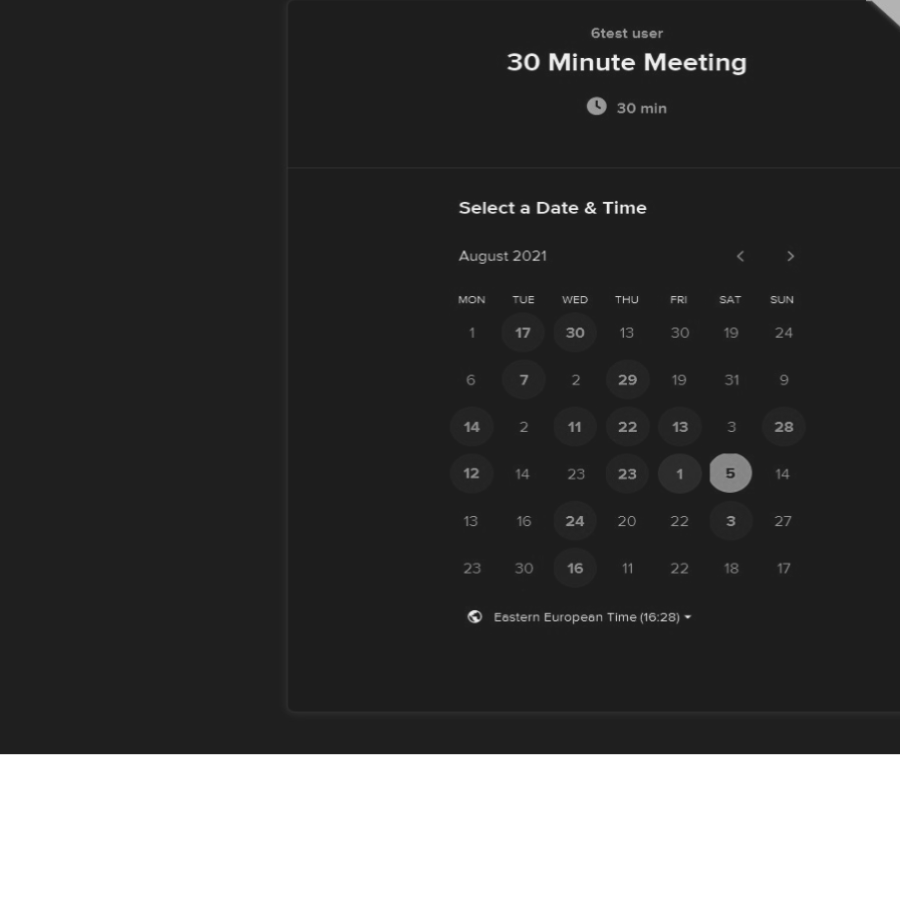 6test user
30 Minute Meeting
30 min
Select a Date & Time
August 2021
MON TUE WED THU FRI SAT SUN
1 17 30 13 30 19 24
6 7 2 29 19 31 9
14 2 11 22 13 3 28
12 14 23 23 1 5 14
13 16 24 20 22 3 27
23 30 16 11 22 18 17
Eastern European Time (16:28)